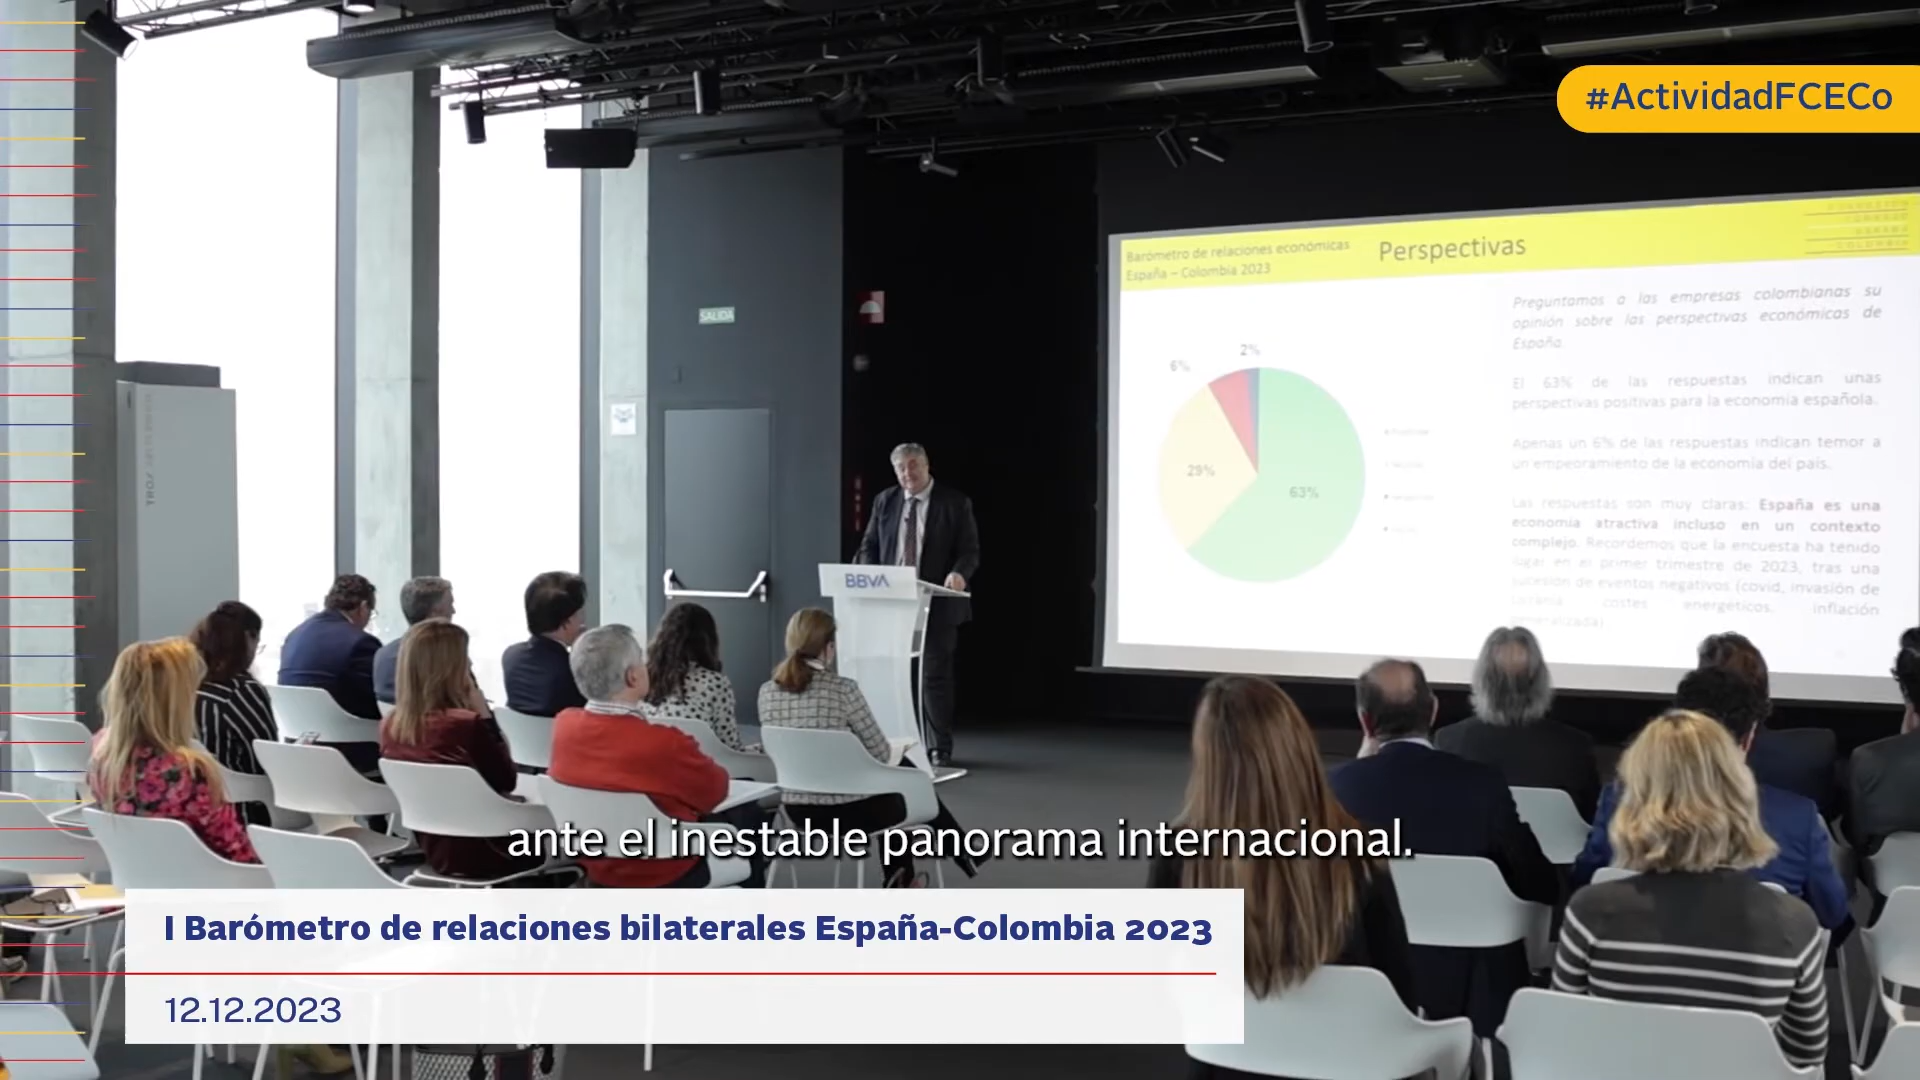 #ActividadFCECo
Barómetro de relaciones económicas
España – Colombia 2023
Perspectivas
Preguntamos a las empresas colombianas su
opinión sobre las perspectivas económicas de
España.
El 63% de las respuestas indican unas
perspectivas positivas para la economía española.
Apenas un 6% de las respuestas indican temor a
un empeoramiento de la economía del país.
Las respuestas son muy claras: España es una
economía atractiva incluso en un contexto
complejo. Recordemos que la encuesta ha tenido
lugar en el primer trimestre de 2023, tras una
sucesión de eventos negativos (covid, invasión de
Ucrania, costes energéticos, inflación
generalizada).
2%
6%
29%
63%
SALIDA
BBVA
ante el inestable panorama internacional.
I Barómetro de relaciones bilaterales España-Colombia 2023
12.12.2023